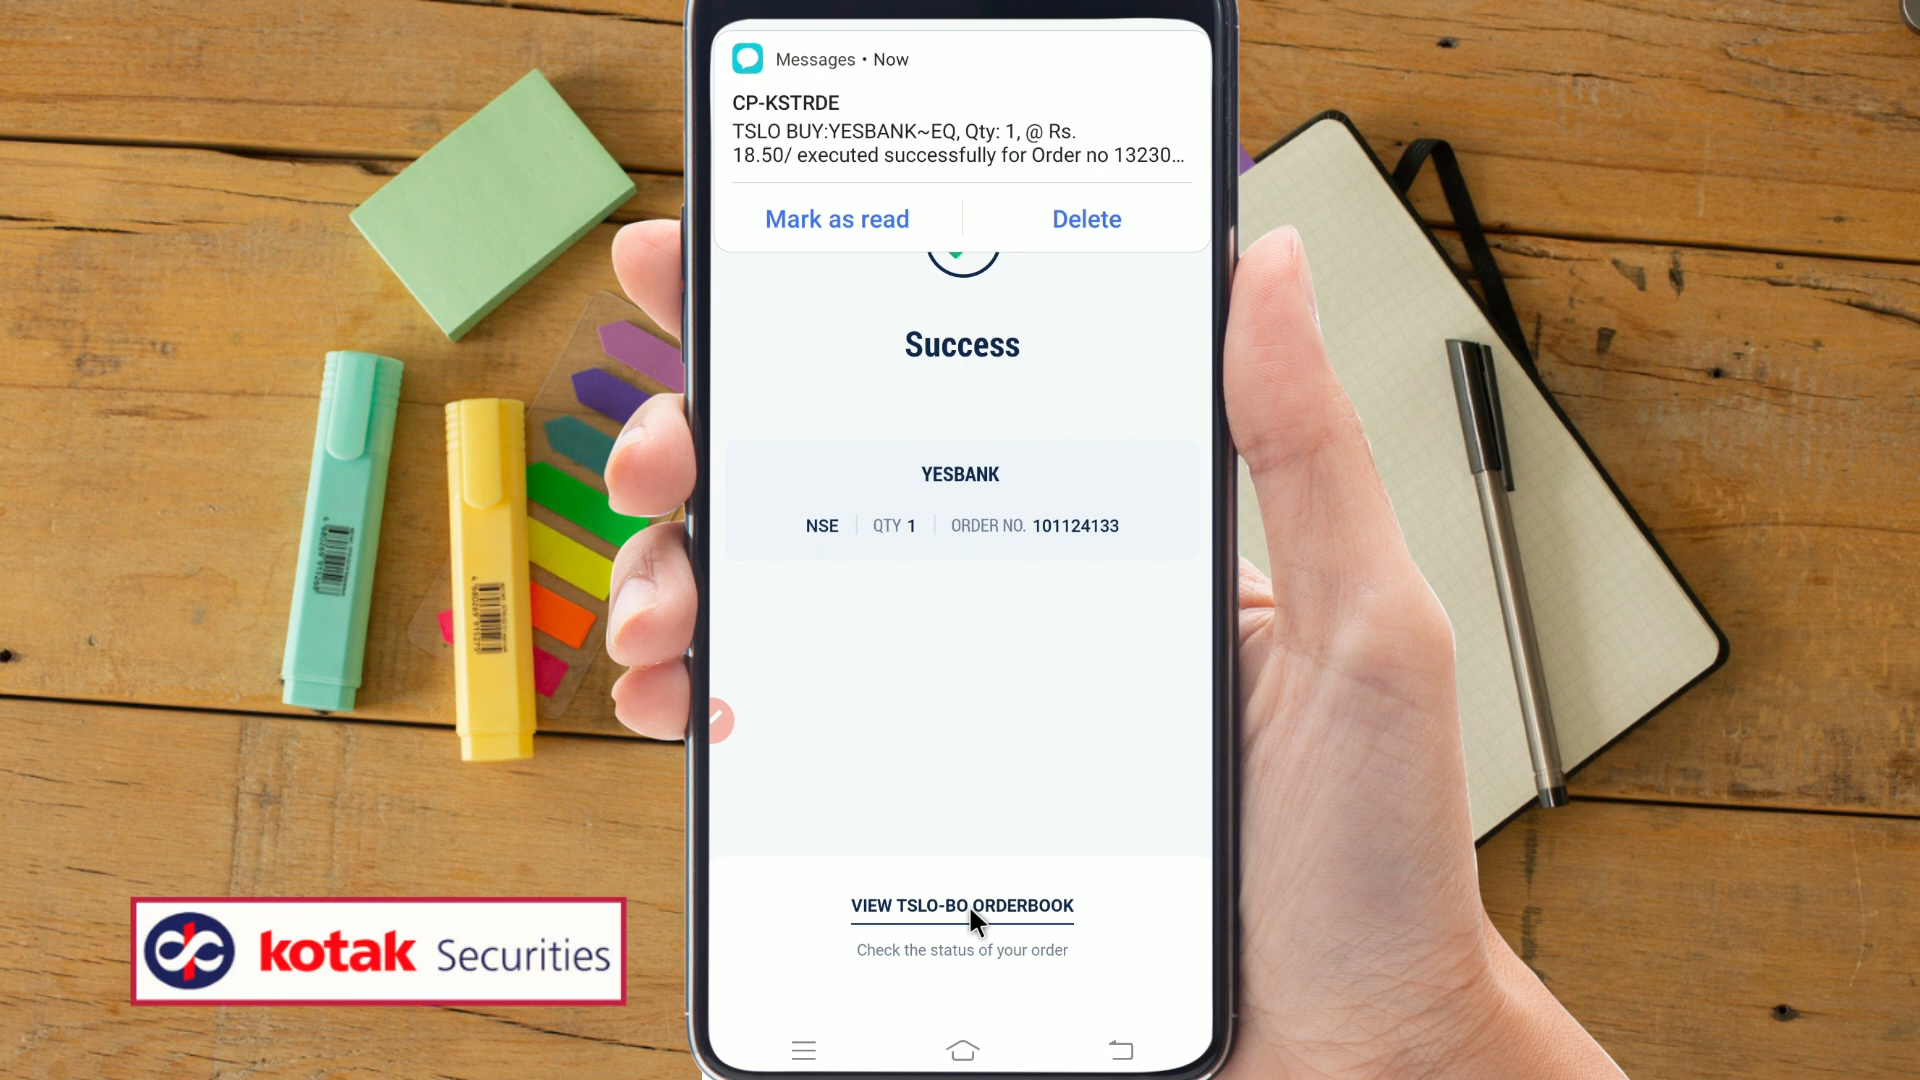 Messages • Now
CP-KSTRDE
TSLO BUY:YESBANK~EQ, Qty: 1, @ Rs.
18.50/ executed successfully for Order no 13230...
Mark as read
Delete
Success
YESBANK
NSE QTY 1 ORDER NO. 101124133
VIEW TSLO-BO ORDERBOOK
Check the status of your order
kotak Securities